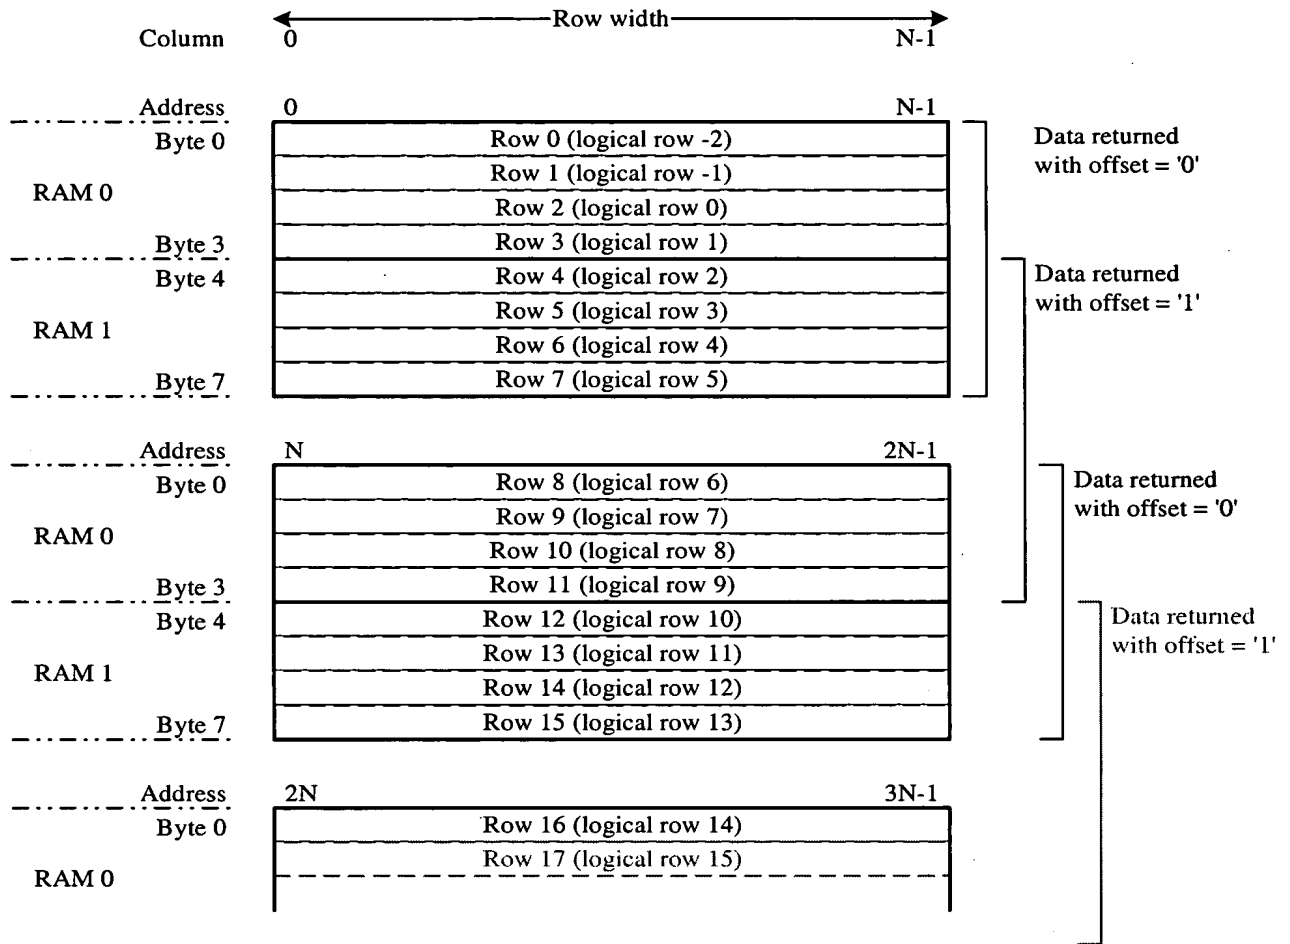 Row width
Column 0 N-1
Address 0 N-1
Byte 0 Row 0 (logical row -2) Data returned
Row 1 (logical row -1) with offset = '0'
RAM 0 Row 2 (logical row 0)
Byte 3 Row 3 (logical row 1)
Byte 4 Row 4 (logical row 2) Data returned
Row 5 (logical row 3) with offset = '1'
RAM 1 Row 6 (logical row 4)
Byte 7 Row 7 (logical row 5)
Address N 2N-1
Byte 0 Row 8 (logical row 6) Data returned
Row 9 (logical row 7) with offset = '0'
RAM 0 Row 10 (logical row 8)
Byte 3 Row 11 (logical row 9)
Byte 4 Row 12 (logical row 10) Data returned
Row 13 (logical row 11) with offset = '1'
RAM 1 Row 14 (logical row 12)
Byte 7 Row 15 (logical row 13)
Address 2N 3N-1
Byte 0 Row 16 (logical row 14)
Row 17 (logical row 15)
RAM 0